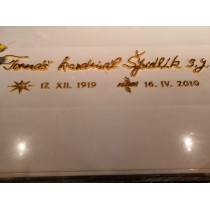 Tomáš kardinál Špidlík S.J.
17. XII. 1919 16. IV. 2010